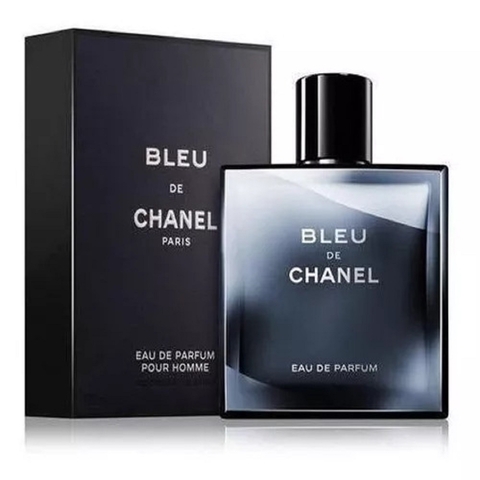 BLEU
DE
CHANEL
PARIS
EAU DE PARFUM
POUR HOMME
BLEU
DE
CHANEL
EAU DE PARFUM